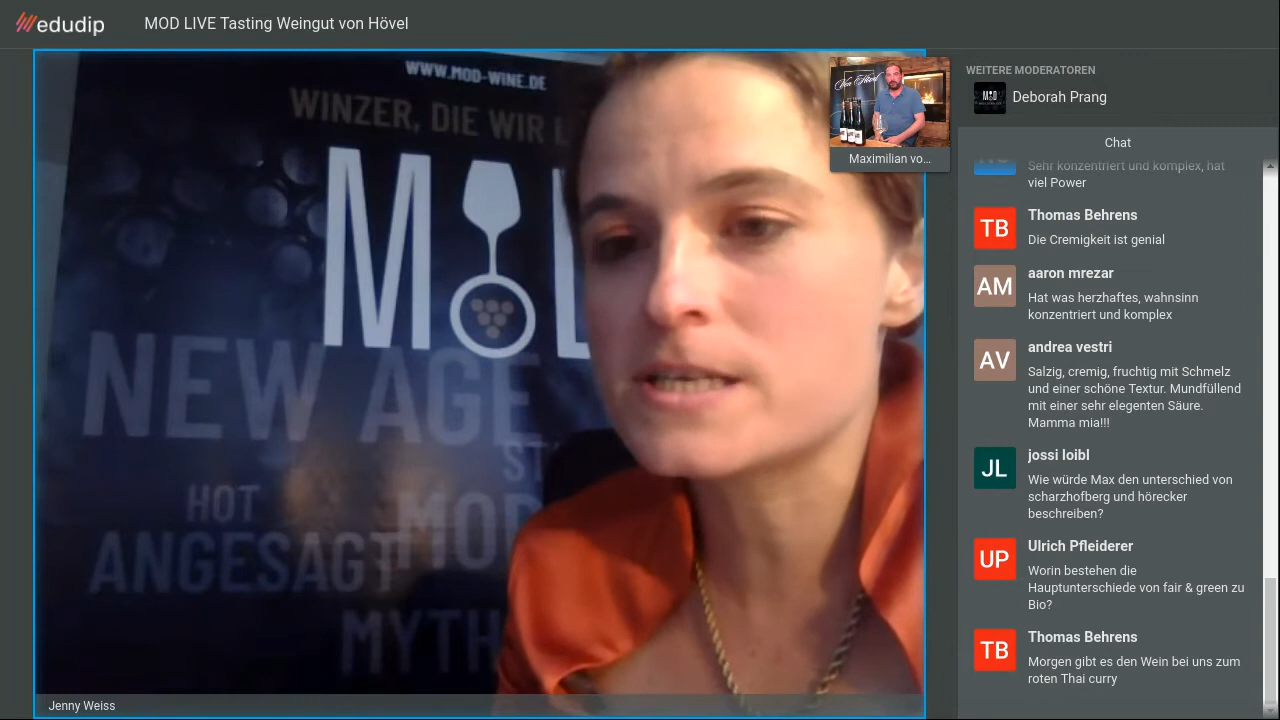 edudip
MOD LIVE Tasting Weingut von Hövel
WWW.MOD-WINE.DE
WINZER, DIE WIR L
M
NEW AGE
ST
HOT
MOD
ANGESAGT
MYTH
Jenny Weiss
Von Hövel
Maximilian vo...
WEITERE MODERATOREN
Deborah Prang
Chat
Sehr konzentriert und komplex, hat
viel Power
TB
Thomas Behrens
Die Cremigkeit ist genial
AM
aaron mrezar
Hat was herzhaftes, wahnsinn
konzentriert und komplex
AV
andrea vestri
Salzig, cremig, fruchtig mit Schmelz
und einer schöne Textur. Mundfüllend
mit einer sehr eleganten Säure.
Mamma mia!!!
JL
jossi loibl
Wie würde Max den unterschied von
scharzhofberg und hörecker
beschreiben?
UP
Ulrich Pfleiderer
Worin bestehen die
Hauptunterschiede von fair & green zu
Bio?
TB
Thomas Behrens
Morgen gibt es den Wein bei uns zum
roten Thai curry